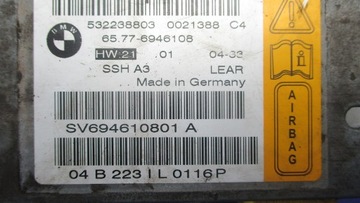 BMW
532238803 0021388 C4
65.77-6946108
HW:21 .01 04-33
SSH A3 LEAR
Made in Germany
SV694610801 A
04 B 223 I L 0116P
AIRBAG